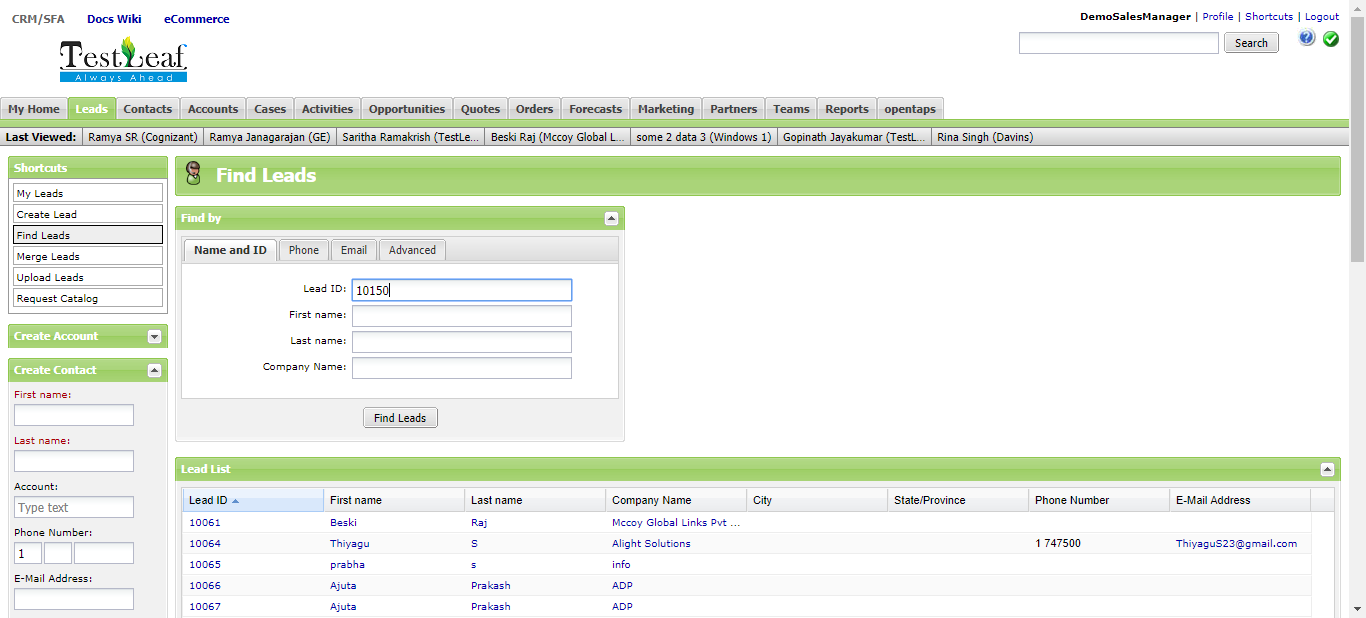 CRM/SFA Docs Wiki eCommerce
DemoSalesManager | Profile | Shortcuts | Logout
TestLeaf
Always Ahead
Search
My Home Leads Contacts Accounts Cases Activities Opportunities Quotes Orders Forecasts Marketing Partners Teams Reports opentaps
Last Viewed: Ramya SR (Cognizant) Ramya Janagarajan (GE) Saritha Ramakrish (TestLe... Beski Raj (Mccoy Global L... some 2 data 3 (Windows 1) Gopinath Jayakumar (TestL... Rina Singh (Davins)
Shortcuts
My Leads
Create Lead
Find Leads
Merge Leads
Upload Leads
Request Catalog
Create Account
Create Contact
First name:
Last name:
Account:
Type text
Phone Number:
1
E-Mail Address:
Find Leads
Find by
Name and ID Phone Email Advanced
Lead ID: 10150
First name:
Last name:
Company Name:
Find Leads
Lead List
Lead ID First name Last name Company Name City State/Province Phone Number E-Mail Address
10061 Beski Raj Mccoy Global Links Pvt ...
10064 Thiyagu S Alight Solutions 1 747500 ThiyaguS23@gmail.com
10065 prabha s info
10066 Ajuta Prakash ADP
10067 Ajuta Prakash ADP